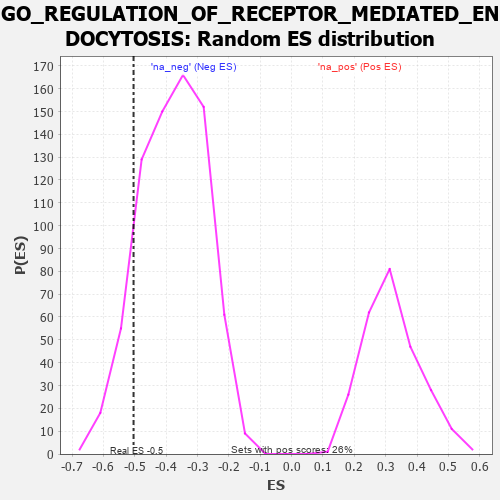 GO_REGULATION_OF_RECEPTOR_MEDIATED_EN
DOCYTOSIS: Random ES distribution
'na_neg' (Neg ES)
'na_pos' (Pos ES)
170
160
150
140
130
120
110
100
90
80
70
60
50
40
30
20
10
0
P(ES)
Real ES -0.5
Sets with pos scores: 26%
-0.7 -0.6 -0.5 -0.4 -0.3 -0.2 -0.1 0.0 0.1 0.2 0.3 0.4 0.5 0.6
ES